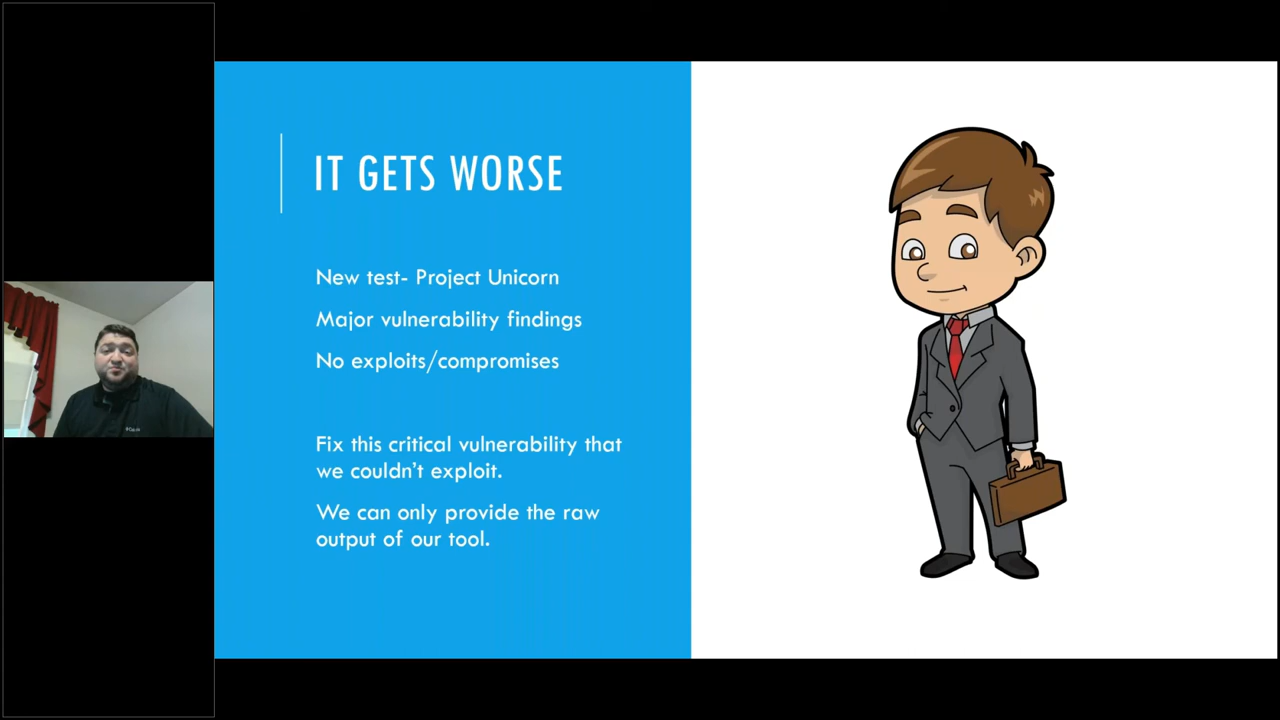 IT GETS WORSE
New test- Project Unicorn
Major vulnerability findings
No exploits/compromises
Fix this critical vulnerability that
we couldn't exploit.
We can only provide the raw
output of our tool.